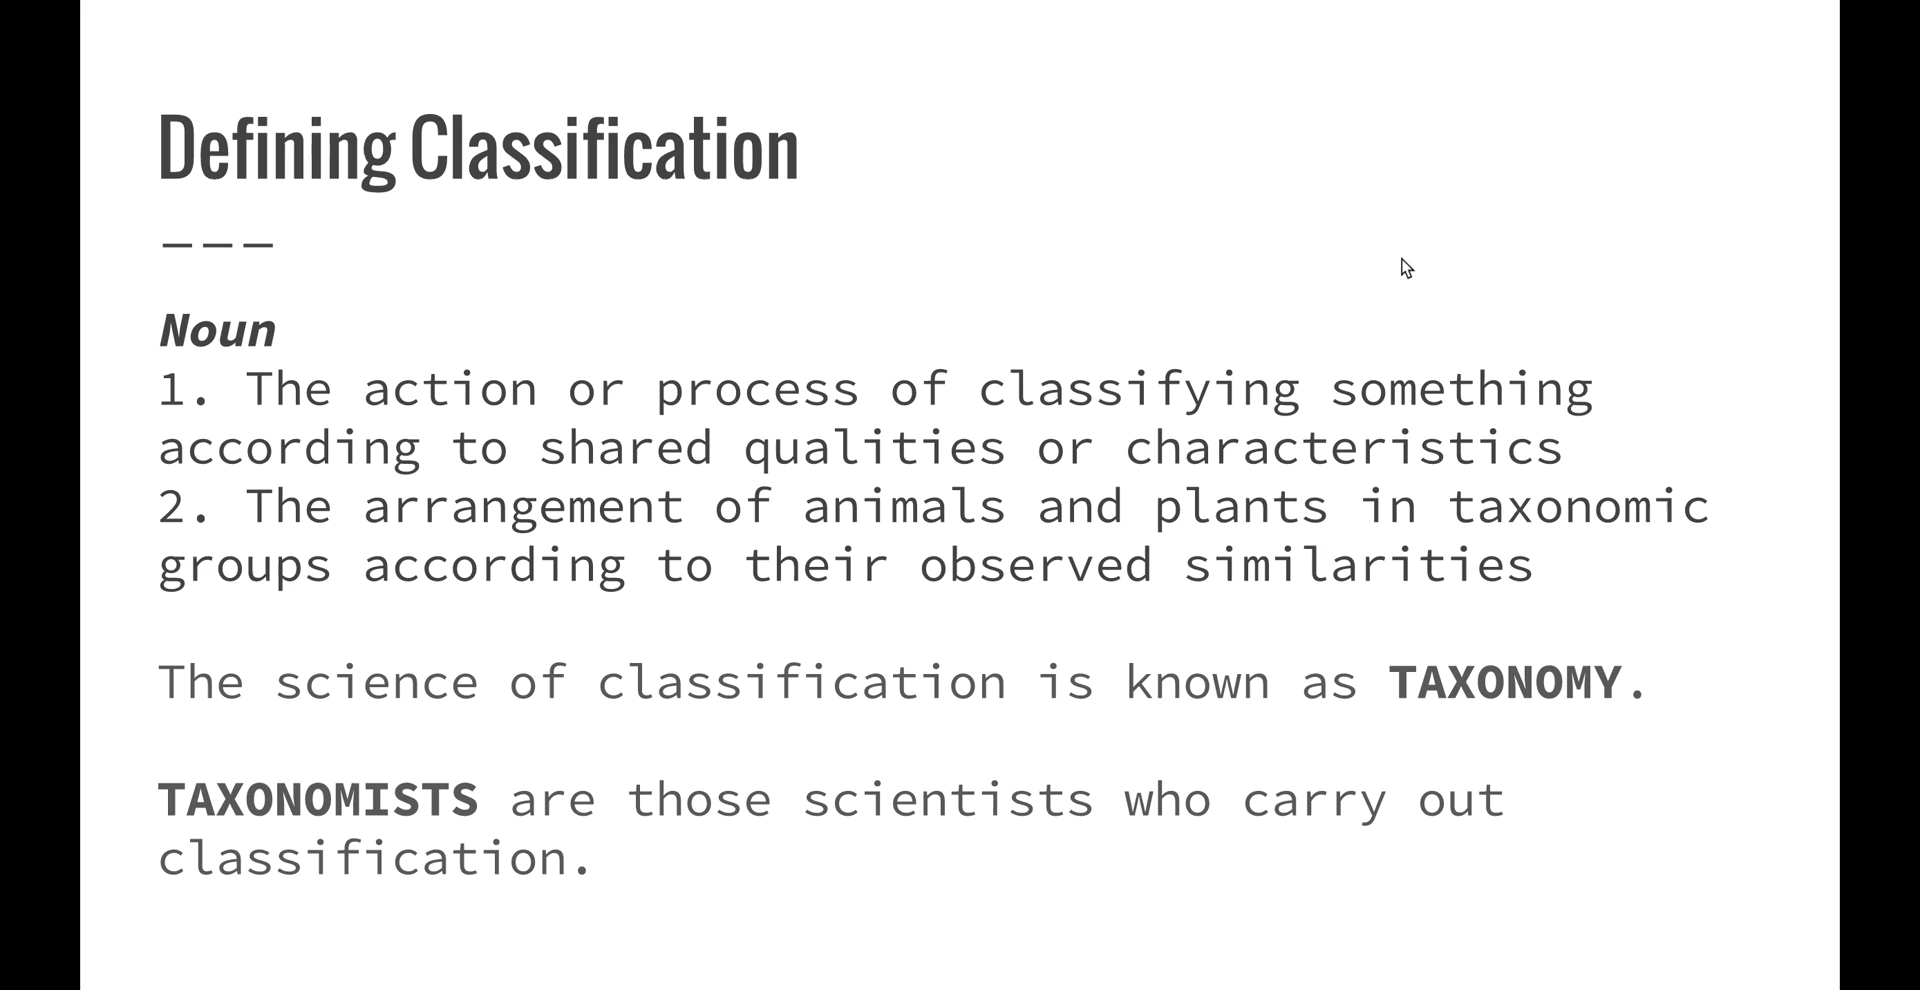 Defining Classification
———
Noun
1. The action or process of classifying something
according to shared qualities or characteristics
2. The arrangement of animals and plants in taxonomic
groups according to their observed similarities
The science of classification is known as TAXONOMY.
TAXONOMISTS are those scientists who carry out
classification.